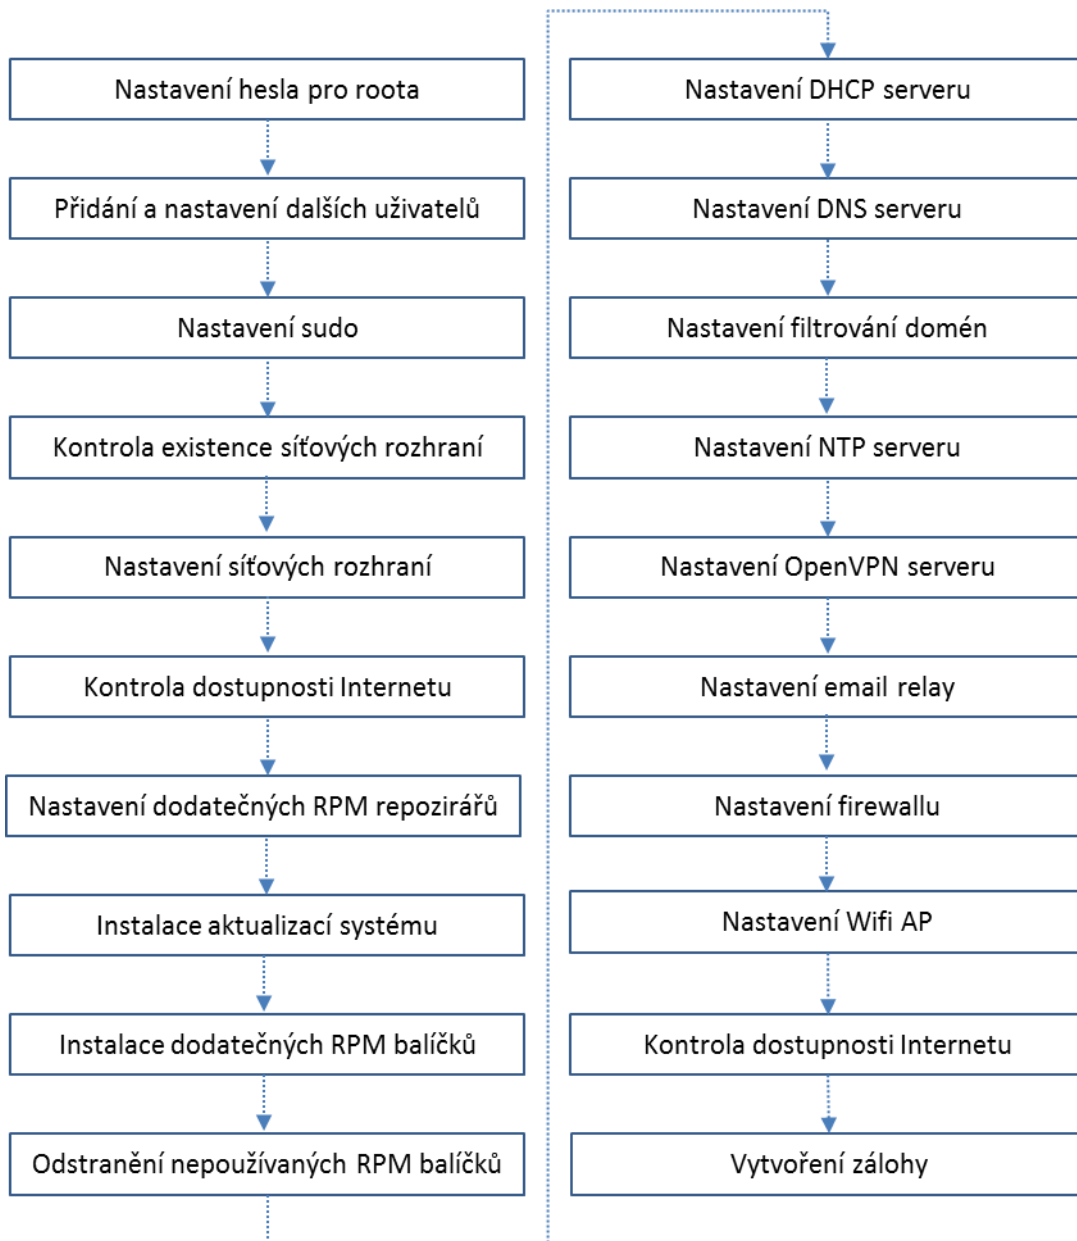 Nastavení hesla pro roota
Přidání a nastavení dalších uživatelů
Nastavení sudo
Kontrola existence síťových rozhraní
Nastavení síťových rozhraní
Kontrola dostupnosti Internetu
Nastavení dodatečných RPM repozirářů
Instalace aktualizací systému
Instalace dodatečných RPM balíčků
Odstranění nepoužívaných RPM balíčků
Nastavení DHCP serveru
Nastavení DNS serveru
Nastavení filtrování domén
Nastavení NTP serveru
Nastavení OpenVPN serveru
Nastavení email relay
Nastavení firewallu
Nastavení Wifi AP
Kontrola dostupnosti Internetu
Vytvoření zálohy